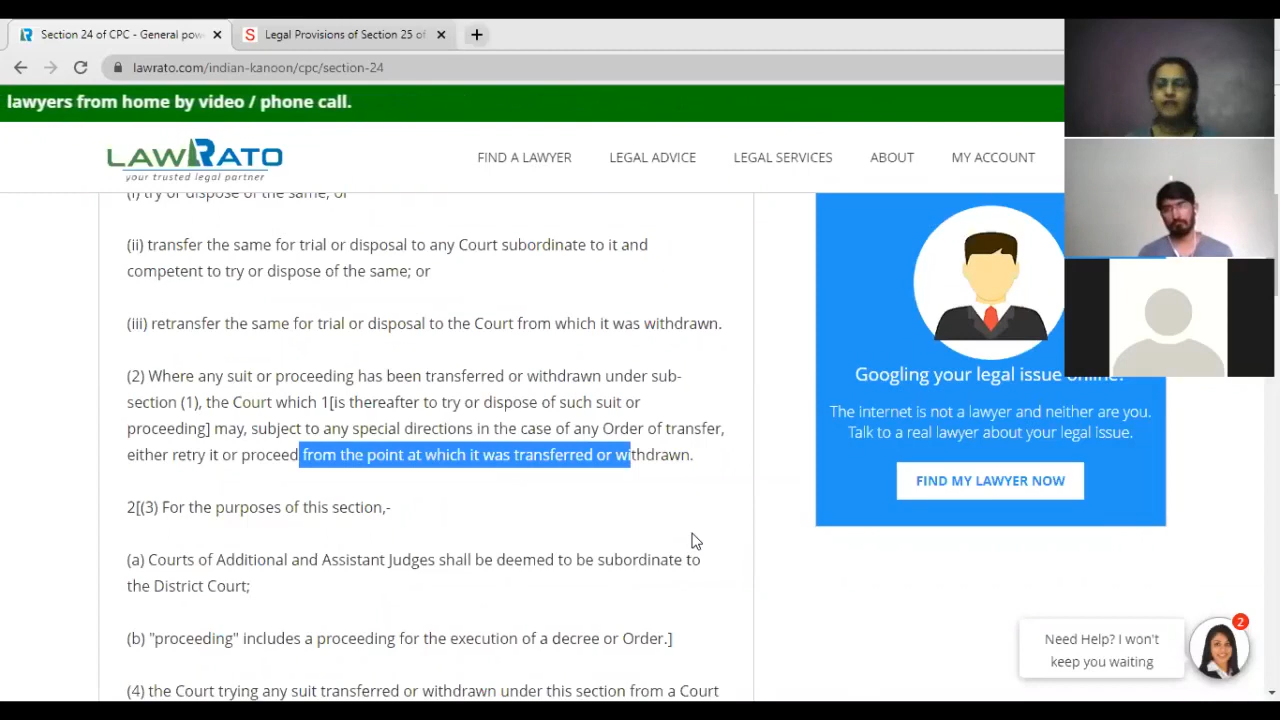 Section 24 of CPC - General pow
Legal Provisions of Section 25 of
lawrato.com/indian-kanoon/cpc/section-24
lawyers from home by video / phone call.
LAWRATO
your trusted legal partner
FIND A LAWYER LEGAL ADVICE LEGAL SERVICES ABOUT MY ACCOUNT
(i) try or dispose of the same; or
(ii) transfer the same for trial or disposal to any Court subordinate to it and
competent to try or dispose of the same; or
(iii) retransfer the same for trial or disposal to the Court from which it was withdrawn.
(2) Where any suit or proceeding has been transferred or withdrawn under sub-
section (1), the Court which 1[is thereafter to try or dispose of such suit or
proceeding] may, subject to any special directions in the case of any Order of transfer,
either retry it or proceed from the point at which it was transferred or withdrawn.
2[(3) For the purposes of this section,-
(a) Courts of Additional and Assistant Judges shall be deemed to be subordinate to
the District Court;
(b) "proceeding" includes a proceeding for the execution of a decree or Order.]
(4) the Court trying any suit transferred or withdrawn under this section from a Court
Googling your legal issue online?
The internet is not a lawyer and neither are you.
Talk to a real lawyer about your legal issue.
FIND MY LAWYER NOW
Need Help? I won't
keep you waiting
2